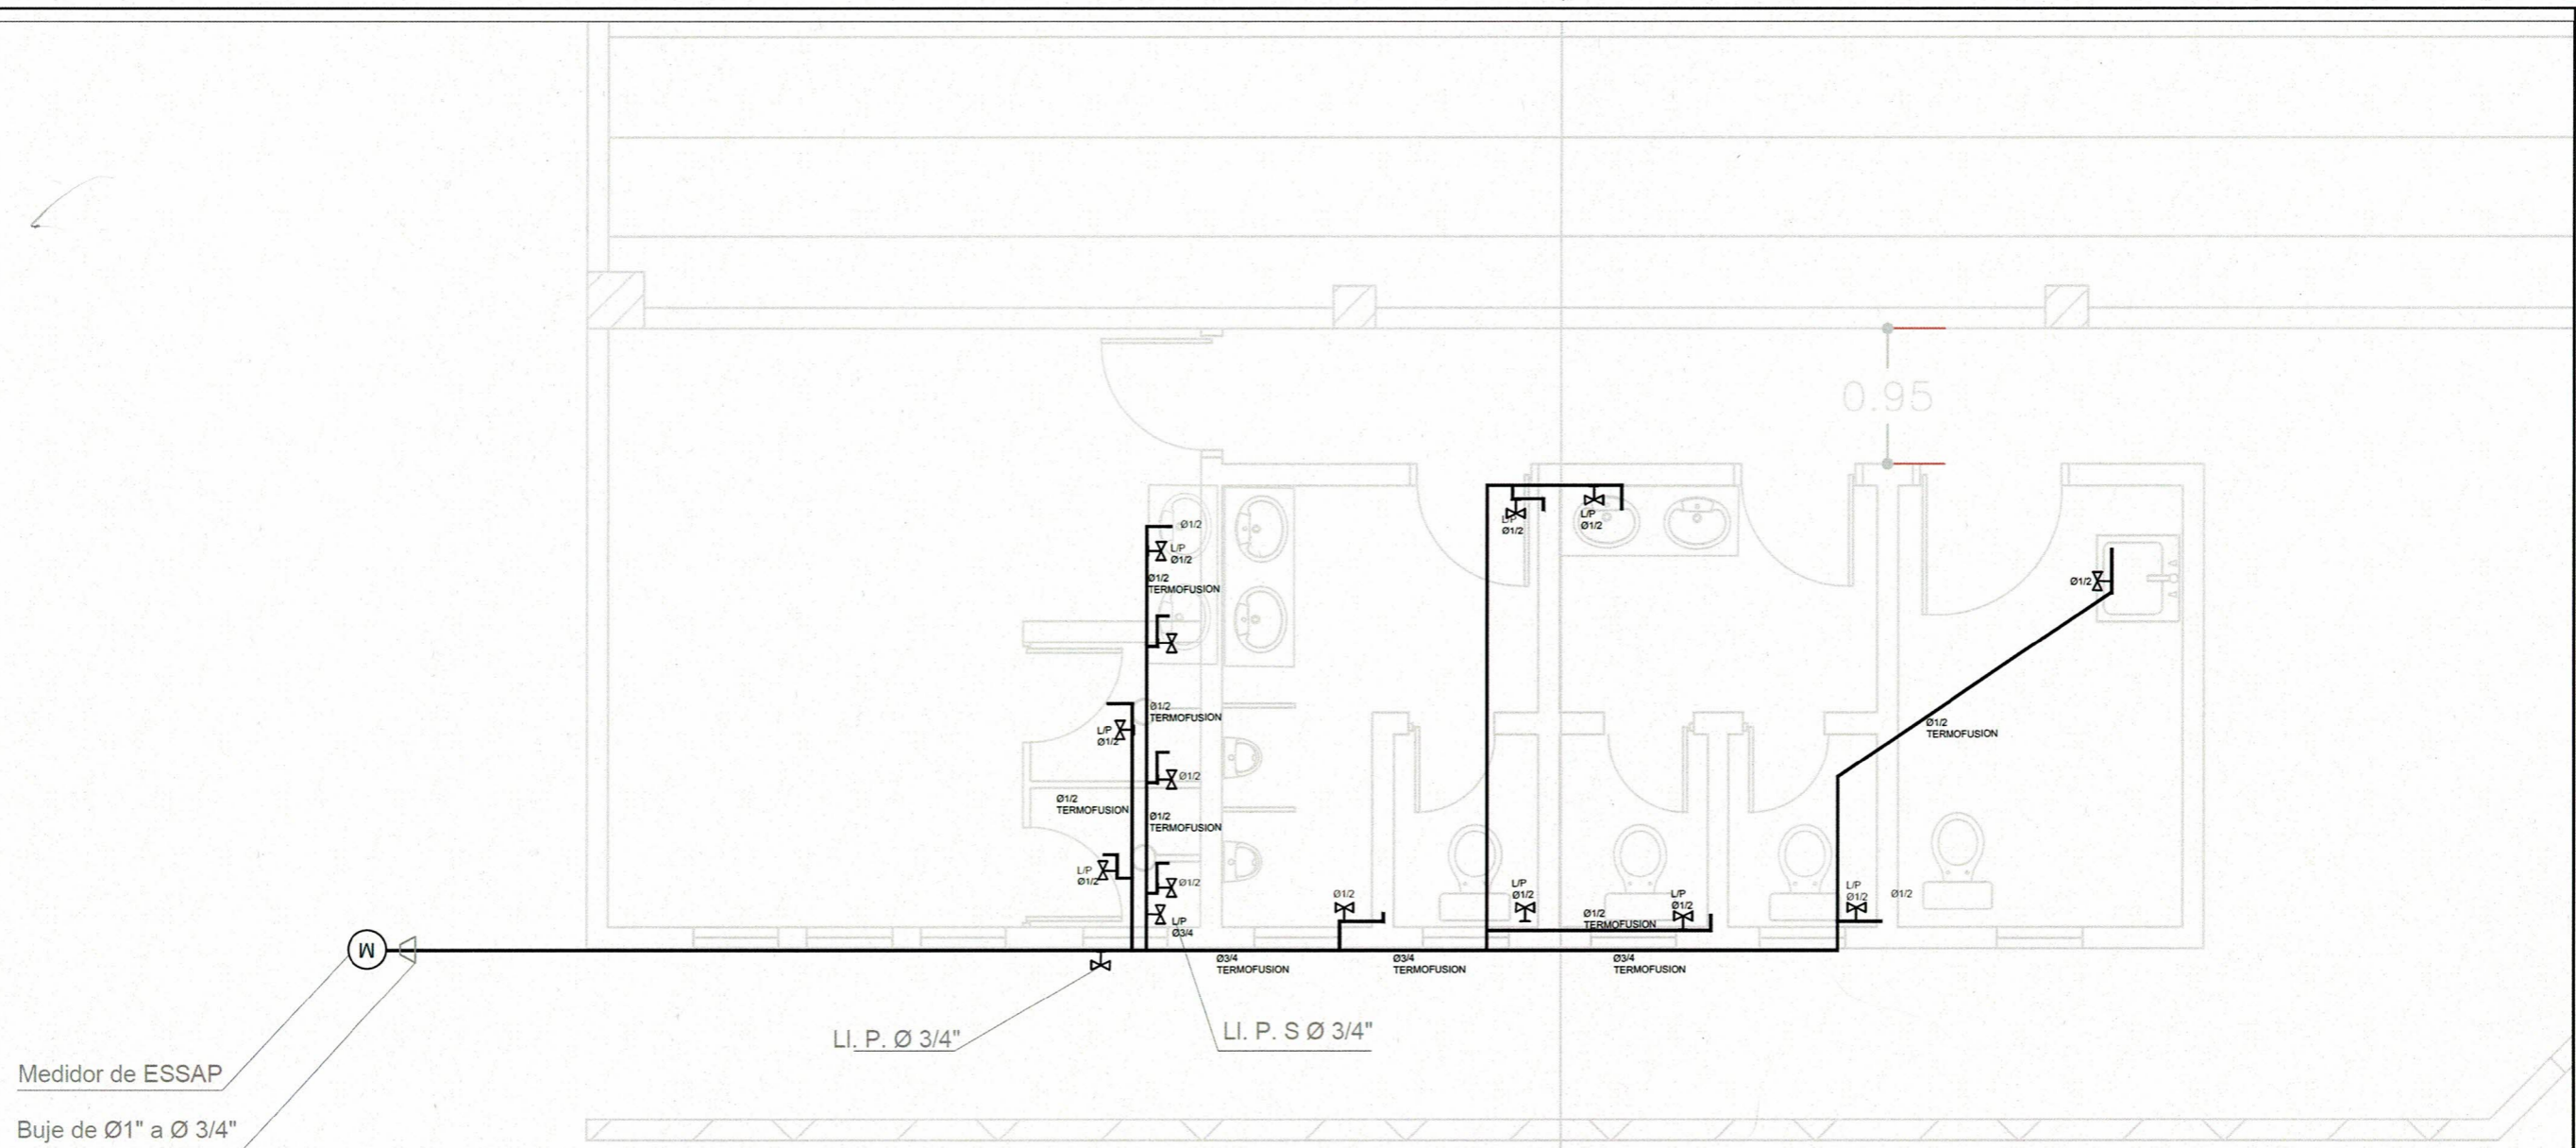 0.95
L/P
Ø1/2
L/P
Ø1/2
Ø1/2
L/P
Ø1/2
Ø1/2
TERMOFUSION
Ø1/2
Ø1/2
TERMOFUSION
L/P
Ø1/2
Ø1/2
TERMOFUSION
Ø1/2
Ø1/2
TERMOFUSION
Ø1/2
TERMOFUSION
L/P
Ø1/2
Ø1/2
L/P
Ø3/4
Ø1/2
L/P
Ø1/2
L/P
Ø1/2
Ø1/2
TERMOFUSION
L/P
Ø1/2
Ø1/2
M
Ø3/4
TERMOFUSION
Ø3/4
TERMOFUSION
Ø3/4
TERMOFUSION
Ll. P. Ø 3/4"
Ll. P. S Ø 3/4"
Medidor de ESSAP
Buje de Ø1" a Ø 3/4"